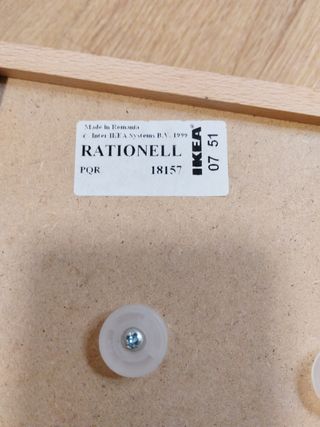 Made in Romania
© Inter IKEA Systems B.V. 1999
RATIONELL
PQR 18157
IKEA
07 51